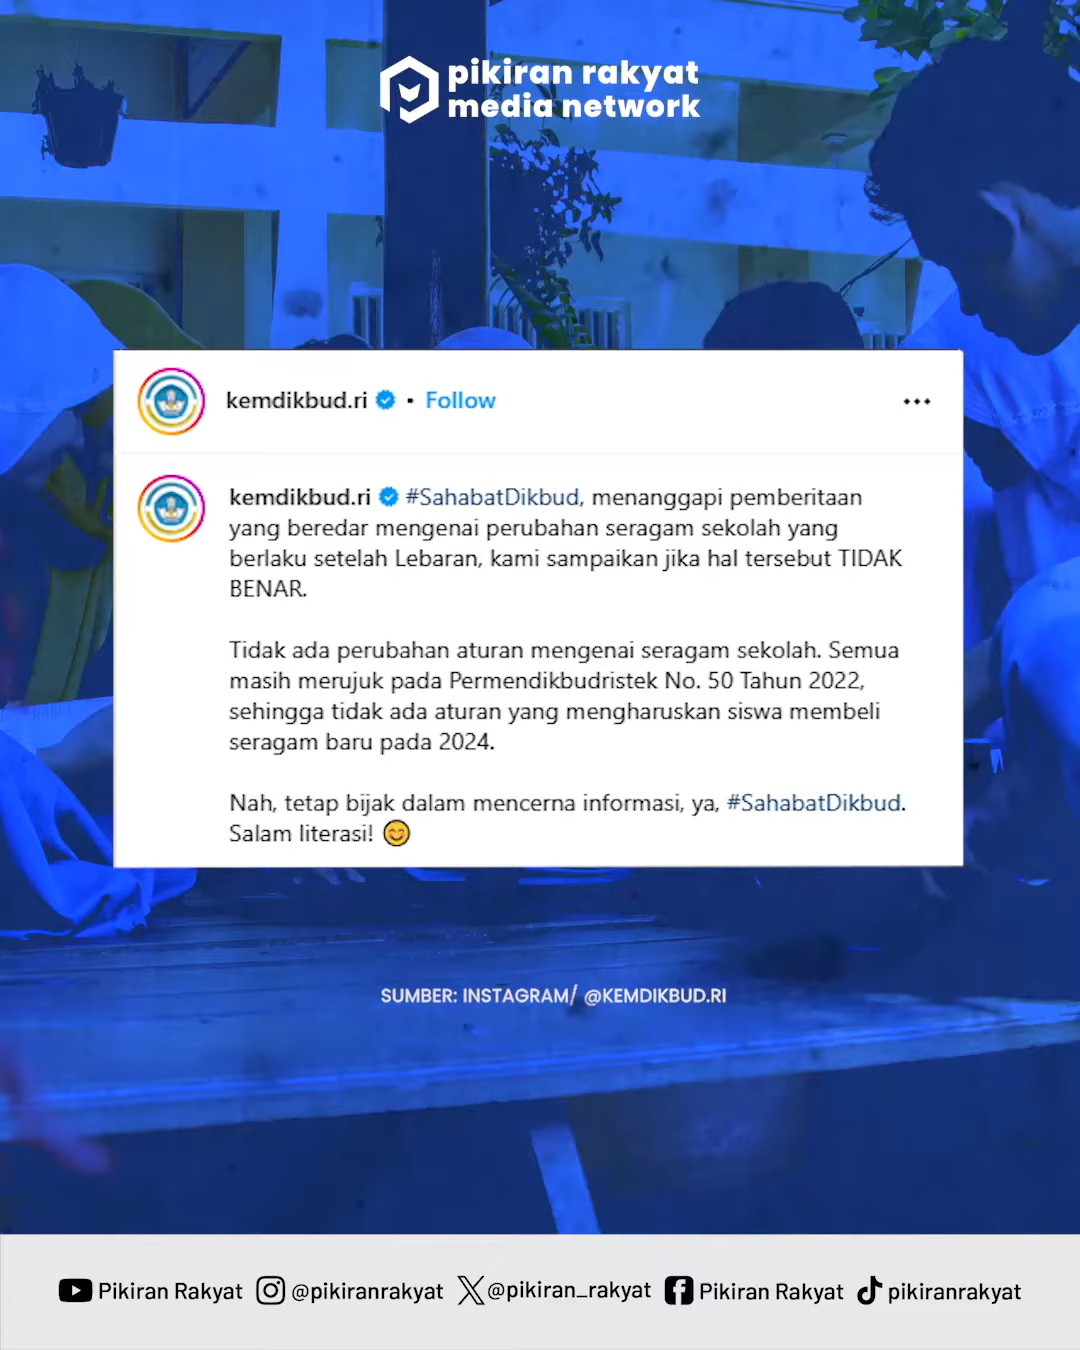 pikiran rakyat
media network
kemdikbud.ri • Follow
kemdikbud.ri #SahabatDikbud, menanggapi pemberitaan
yang beredar mengenai perubahan seragam sekolah yang
berlaku setelah Lebaran, kami sampaikan jika hal tersebut TIDAK
BENAR.
Tidak ada perubahan aturan mengenai seragam sekolah. Semua
masih merujuk pada Permendikbudristek No. 50 Tahun 2022,
sehingga tidak ada aturan yang mengharuskan siswa membeli
seragam baru pada 2024.
Nah, tetap bijak dalam mencerna informasi, ya, #SahabatDikbud.
Salam literasi! 😊
SUMBER: INSTAGRAM/ @KEMDIKBUD.RI
Pikiran Rakyat @pikiranrakyat @pikiran_rakyat Pikiran Rakyat pikiranrakyat